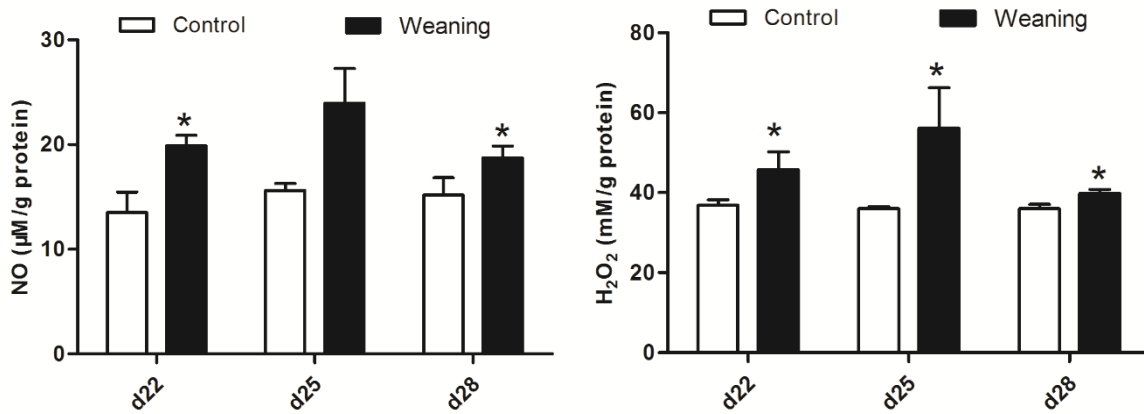 Control Weaning
NO (µM/g protein)
30
20
10
0
* *
d22 d25 d28
Control Weaning
H₂O₂ (mM/g protein)
80
60
40
20
0
* * *
d22 d25 d28